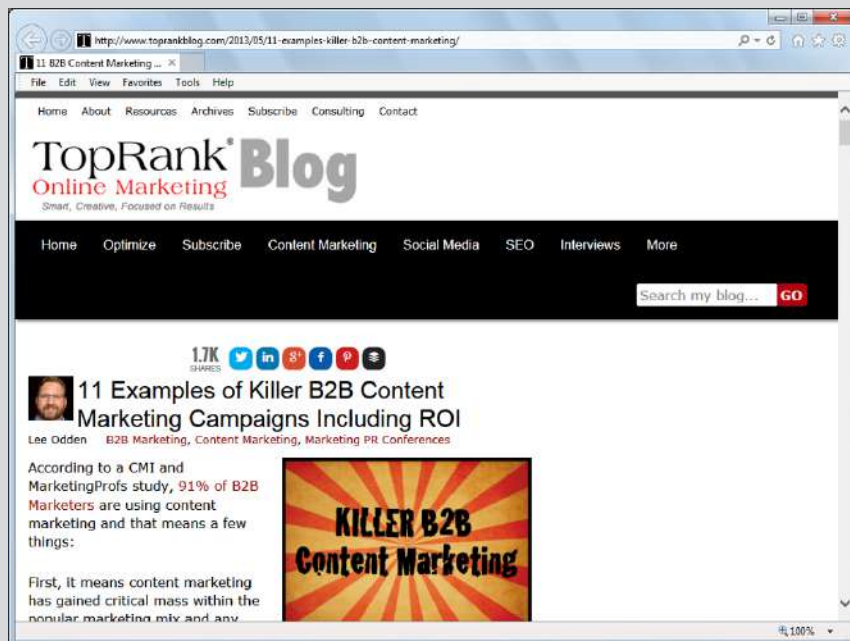 http://www.toprankblog.com/2013/05/11-examples-killer-b2b-content-marketing/
11 B2B Content Marketing ...
File Edit View Favorites Tools Help
Home About Resources Archives Subscribe Consulting Contact
TopRank® Blog
Online Marketing
Smart, Creative, Focused on Results
Home Optimize Subscribe Content Marketing Social Media SEO Interviews More
Search my blog... GO
1.7K
SHARES
11 Examples of Killer B2B Content
Marketing Campaigns Including ROI
Lee Odden B2B Marketing, Content Marketing, Marketing PR Conferences
According to a CMI and
MarketingProfs study, 91% of B2B
Marketers are using content
marketing and that means a few
things:
KILLER B2B
Content Marketing
First, it means content marketing
has gained critical mass within the
popular marketing mix and any
100%